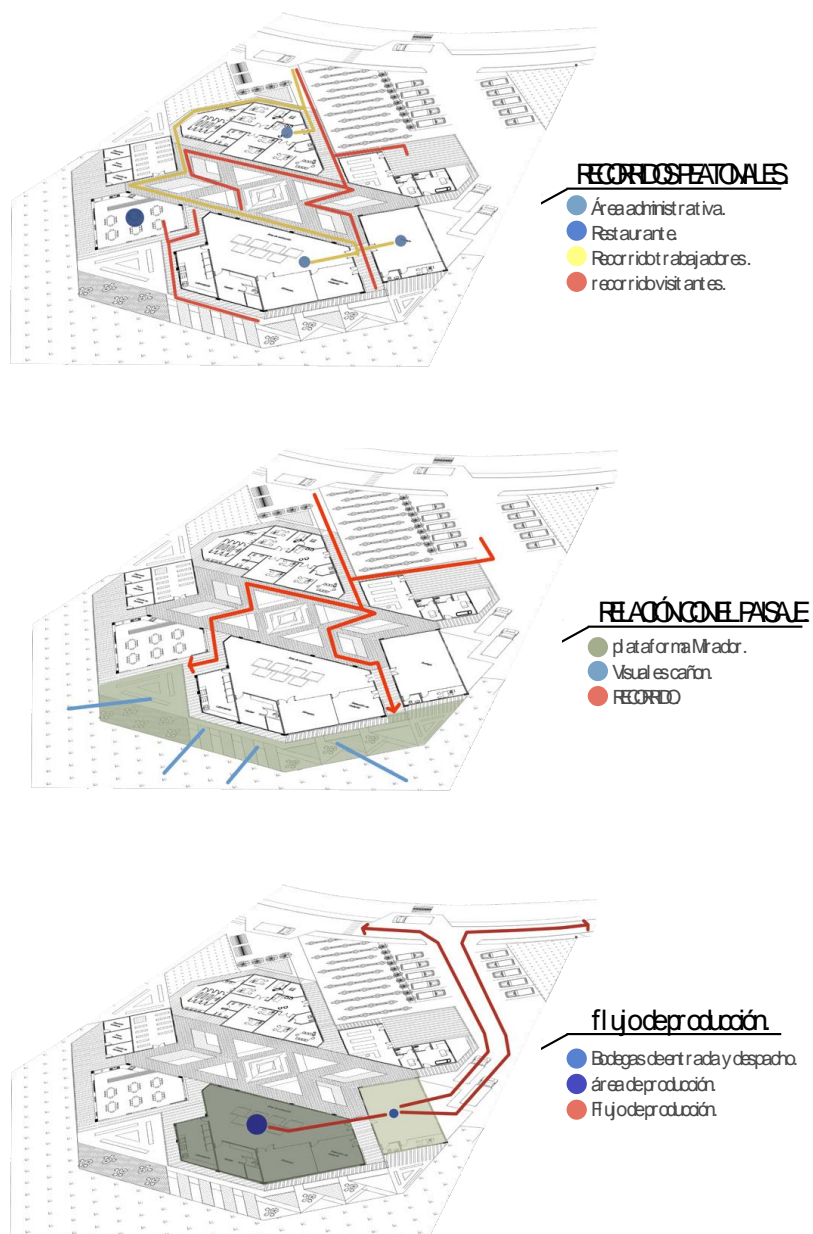 RECORRIDOS PEATONALES.
Área administrativa.
Restaurante.
Recorrido trabajadores.
recorrido visitantes.
RELACIÓN CON EL PAISAJE
plataforma Mirador.
Visuales cañon.
RECORRIDO
flujo de producción.
Bodegas de entrada y despacho.
área de producción.
Flujo de producción.